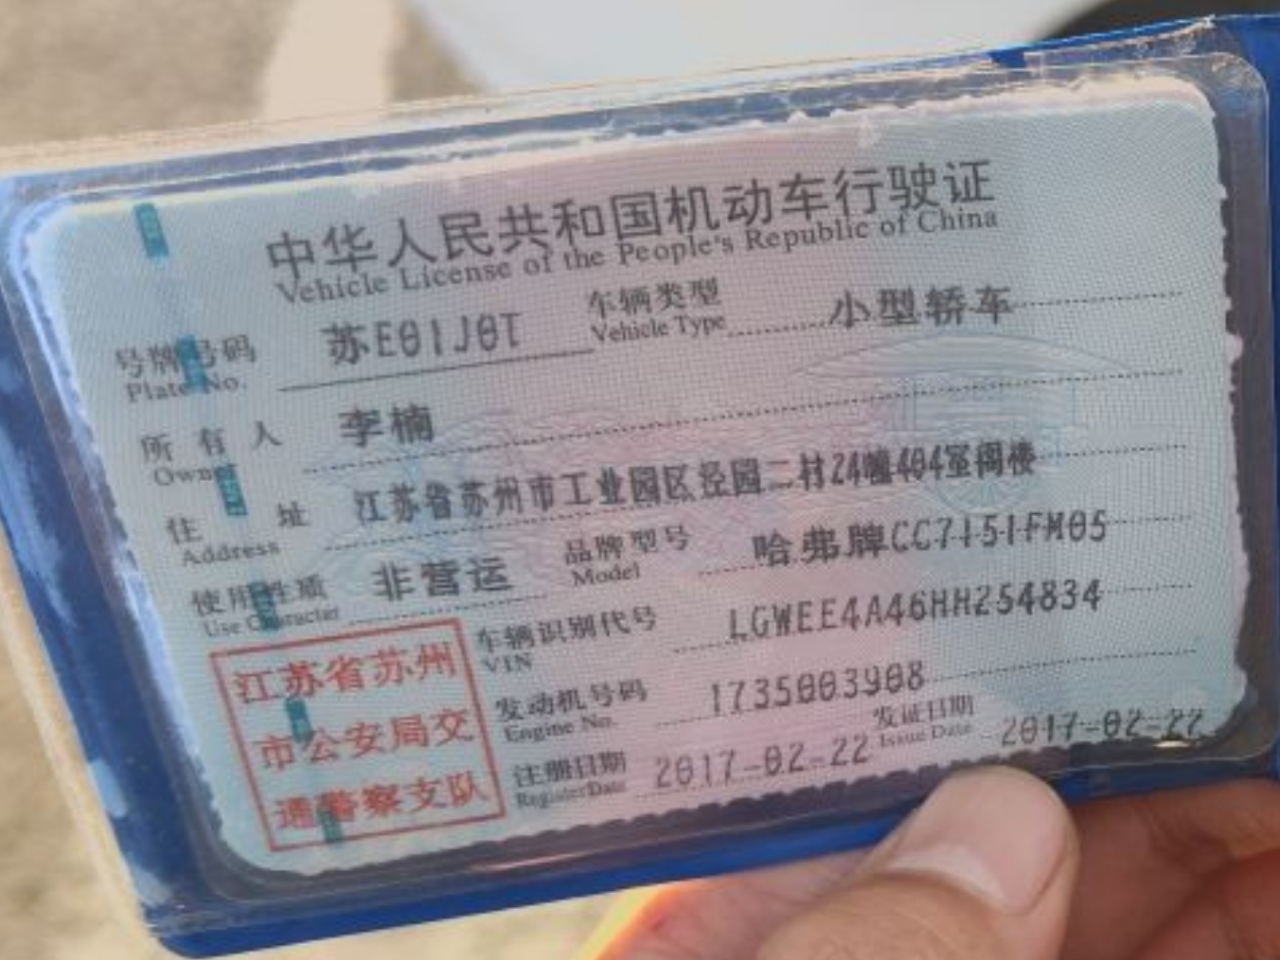 中华人民共和国机动车行驶证
Vehicle License of the People's Republic of China
号牌号码 苏E01J0T 车辆类型 小型轿车
Plate No. Vehicle Type
所有人 李楠
Owner
住址 江苏省苏州市工业园区泾园二村24幢404室阁楼
Address
使用性质 非营运 品牌型号 哈弗牌CC7151FM05
Use Character Model
车辆识别代号 LGWEE4A46HH254834
VIN
发动机号码 1735003908
Engine No.
注册日期 2017-02-22 发证日期 2017-02-22
Register Date Issue Date
江苏省苏州
市公安局交
通警察支队